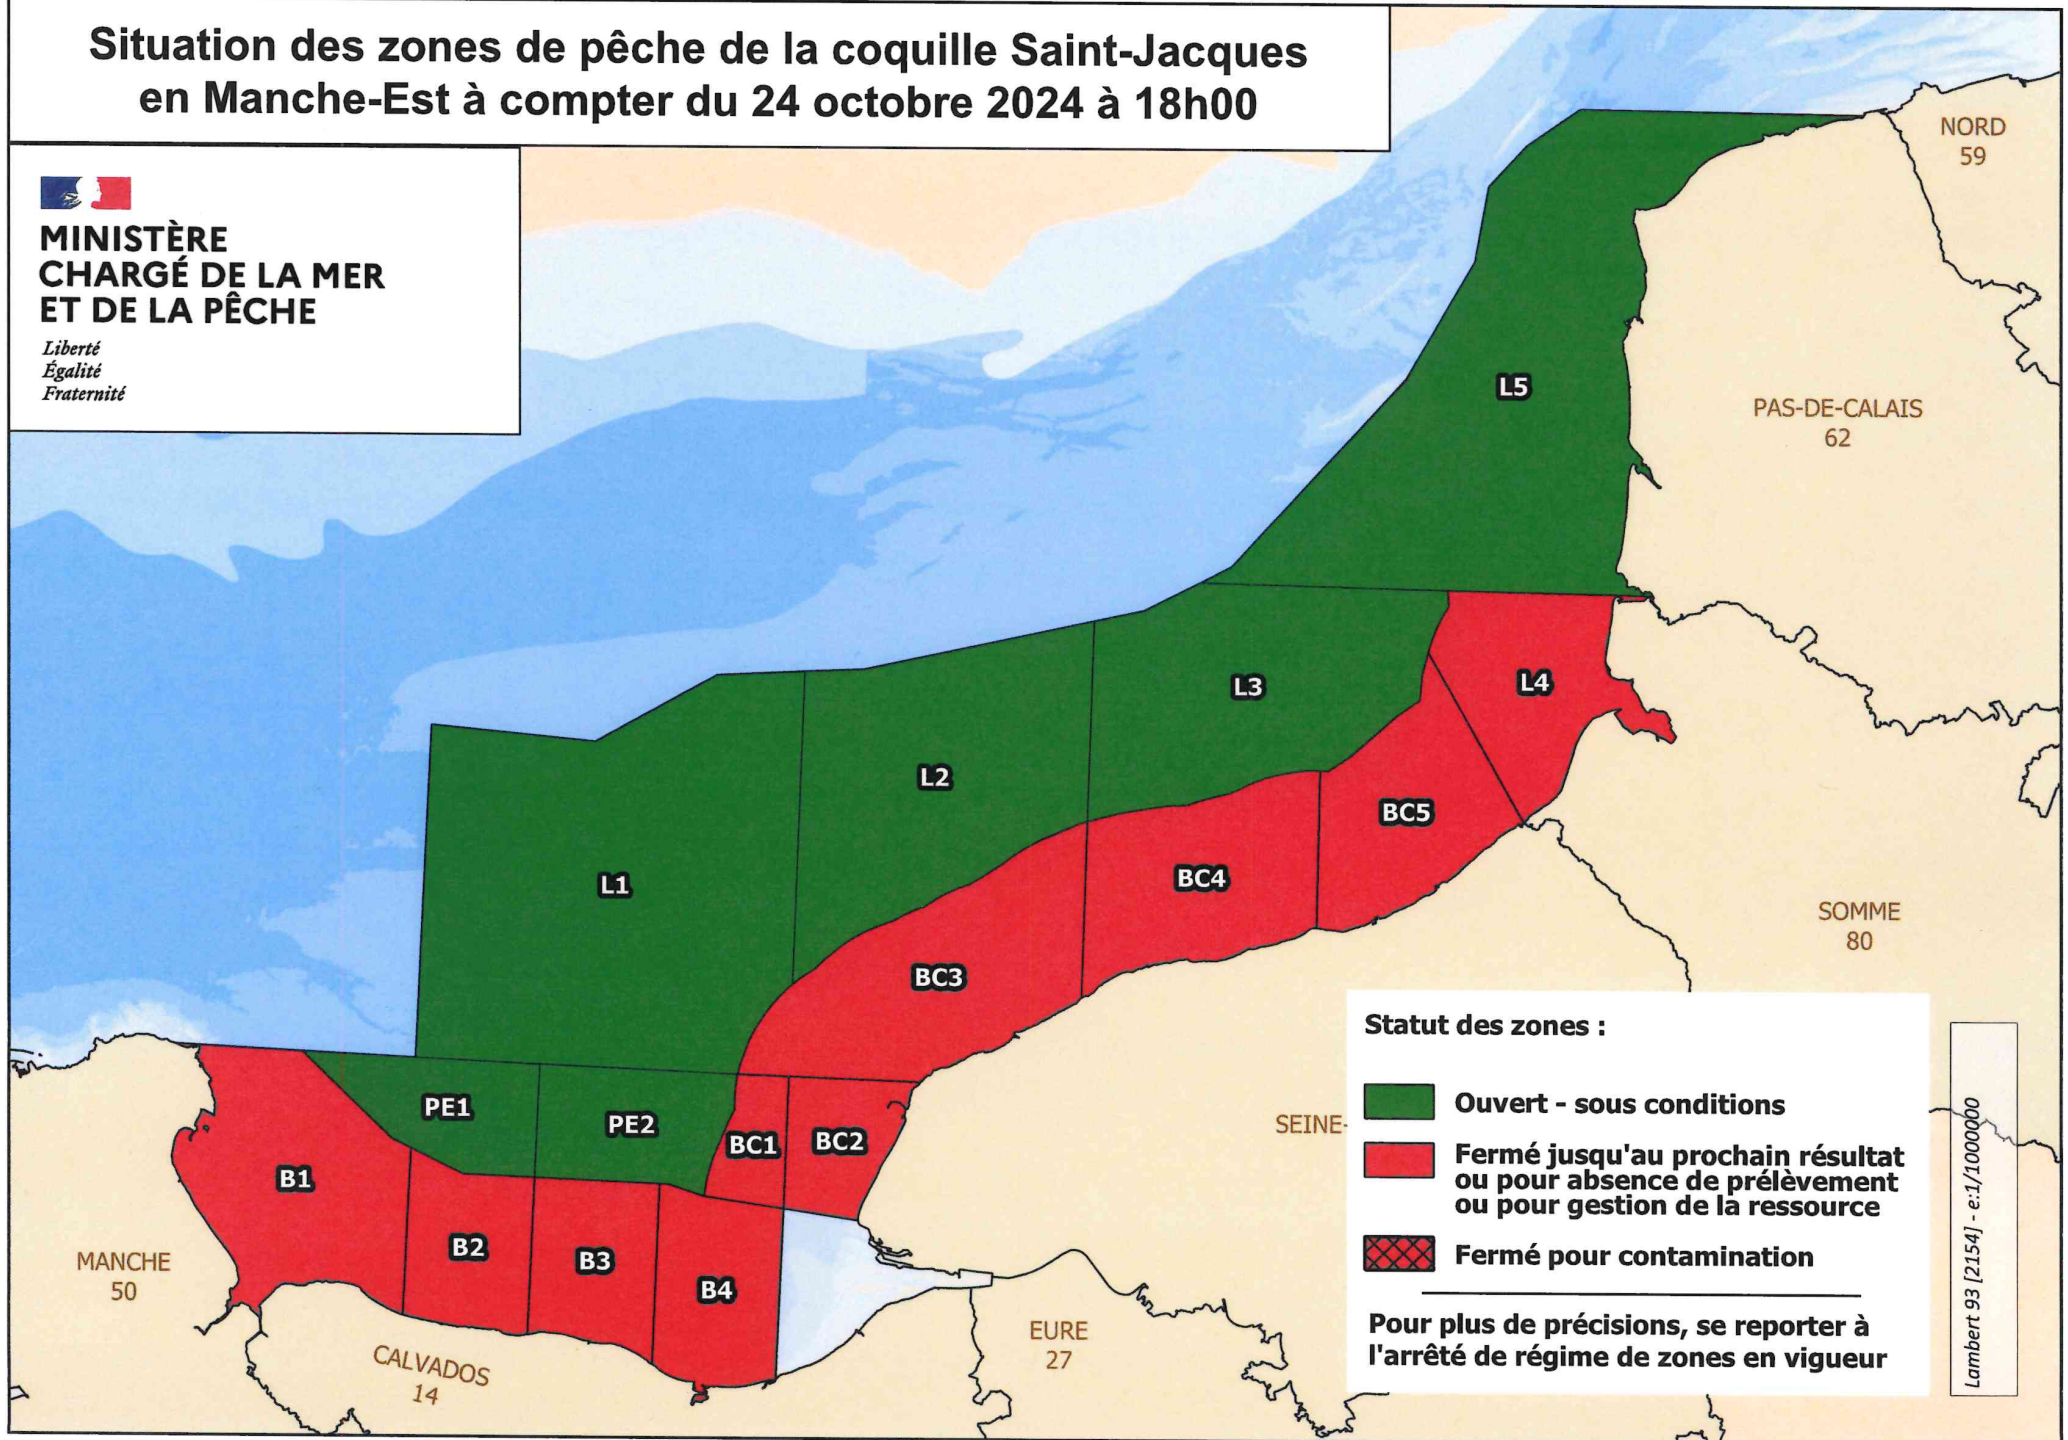 Situation des zones de pêche de la coquille Saint-Jacques
en Manche-Est à compter du 24 octobre 2024 à 18h00
MINISTÈRE
CHARGÉ DE LA MER
ET DE LA PÊCHE
Liberté
Égalité
Fraternité
NORD
59
L5
PAS-DE-CALAIS
62
L3
L4
L2
BC5
L1
BC4
SOMME
80
BC3
PE1
PE2
BC1
BC2
B1
B2
B3
B4
MANCHE
50
CALVADOS
14
EURE
27
SEINE-
Statut des zones :
Ouvert - sous conditions
Fermé jusqu'au prochain résultat
ou pour absence de prélèvement
ou pour gestion de la ressource
Fermé pour contamination
Pour plus de précisions, se reporter à
l'arrêté de régime de zones en vigueur
Lambert 93 [2154] - e:1/1000000